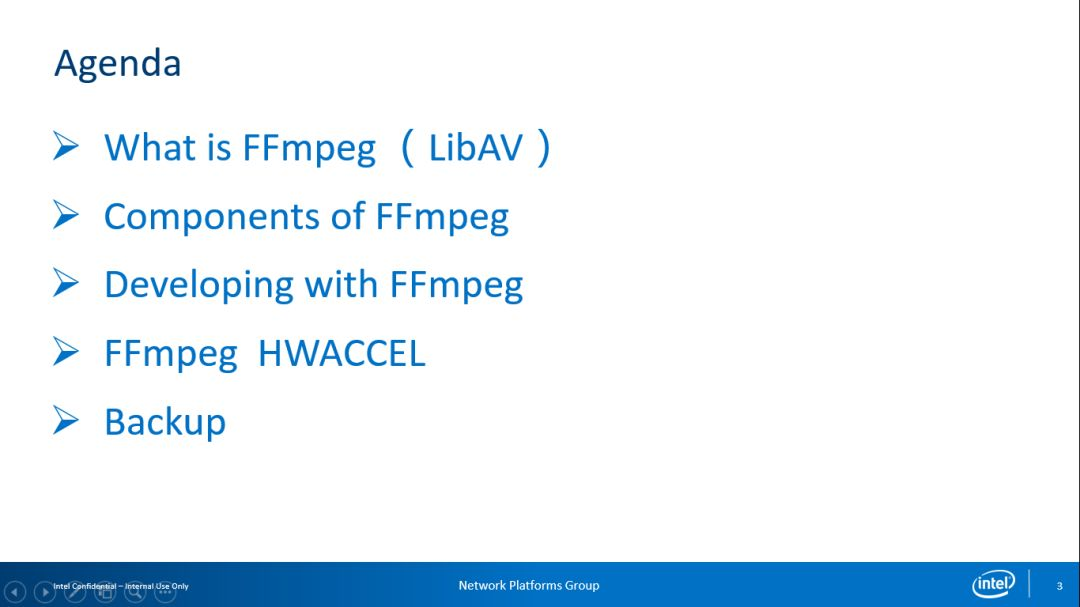 Agenda
What is FFmpeg （ LibAV ）
Components of FFmpeg
Developing with FFmpeg
FFmpeg HWACCEL
Backup
Intel Confidential – Internal Use Only
Network Platforms Group
intel
3